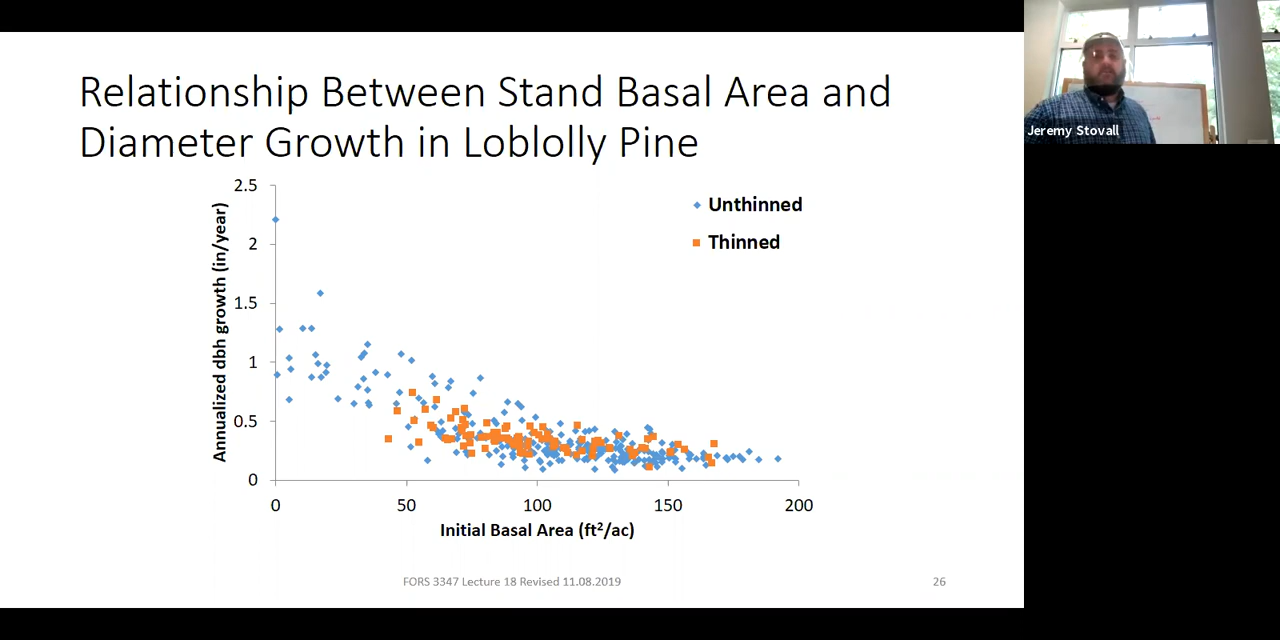 Relationship Between Stand Basal Area and
Diameter Growth in Loblolly Pine
Jeremy Stovall
Annualized dbh growth (in/year)
2.5
2
1.5
1
0.5
0
Unthinned
Thinned
0 50 100 150 200
Initial Basal Area (ft²/ac)
FORS 3347 Lecture 18 Revised 11.08.2019
26